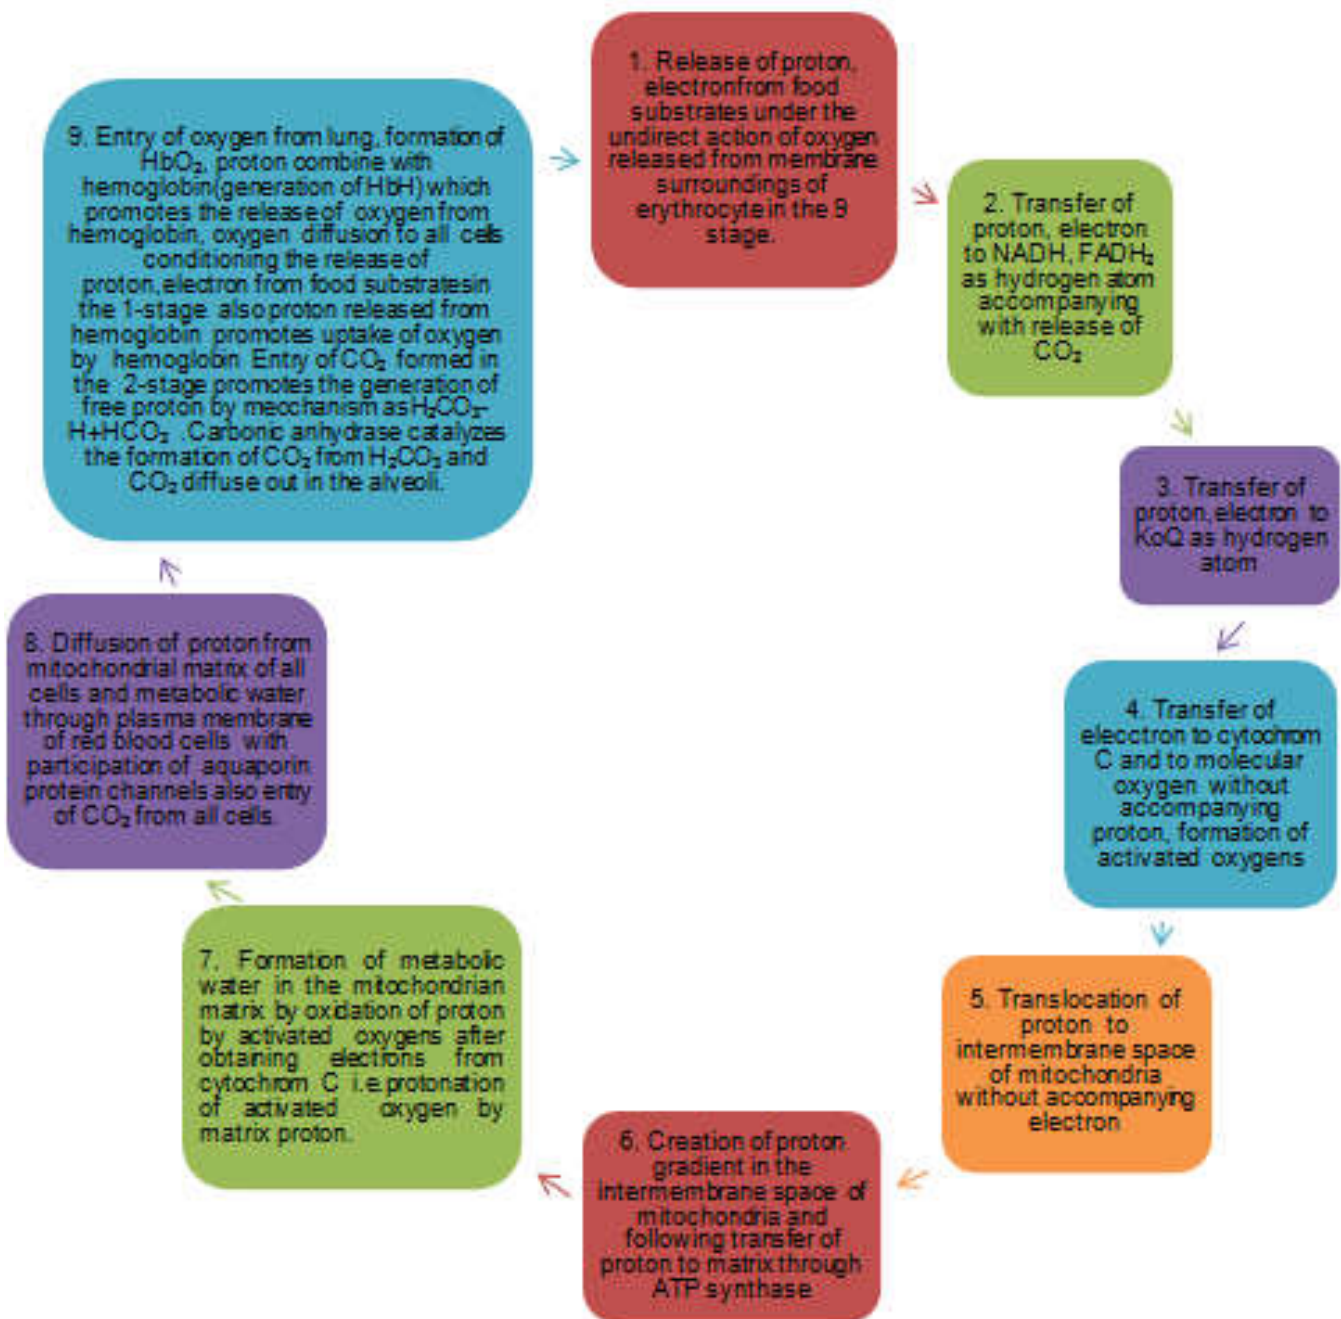 1. Release of proton,
electronfrom food
substrates under the
undirect action of oxygen
released from membrane
surroundings of
erythrocyte in the 9
stage.
2. Transfer of
proton, electron
to NADH, FADH₂
as hydrogen atom
accompanying
with release of
CO₂
3. Transfer of
proton, electron to
KoQ as hydrogen
atom
4. Transfer of
elecctron to cytochrom
C and to molecular
oxygen without
accompanying
proton, formation of
activated oxygens
5. Translocation of
proton to
intermembrane space
of mitochondria
without accompanying
electron
6. Creation of proton
gradient in the
intermembrane space of
mitochondria and
following transfer of
proton to matrix through
ATP synthase
7. Formation of metabolic
water in the mitochondrian
matrix by oxidation of proton
by activated oxygens after
obtaining electrons from
cytochrom C i.e.protonation
of activated oxygen by
matrix proton.
8. Diffusion of proton from
mitochondrial matrix of all
cells and metabolic water
through plasma membrane
of red blood cells with
participation of aquaporin
protein channels also entry
of CO₂ from all cells.
9. Entry of oxygen from lung, formation of
HbO₂, proton combine with
hemoglobin(generation of HbH) which
promotes the release of oxygen from
hemoglobin, oxygen diffusion to all cells
conditioning the release of
proton, electron from food substratesin
the 1-stage also proton released from
hemoglobin promotes uptake of oxygen
by hemoglobin Entry of CO₂ formed in
the 2-stage promotes the generation of
free proton by mecchanism as H₂CO₃-
H+HCO₃ .Carbonic anhydrase catalyzes
the formation of CO₂ from H₂CO₃ and
CO₂ diffuse out in the alveoli.